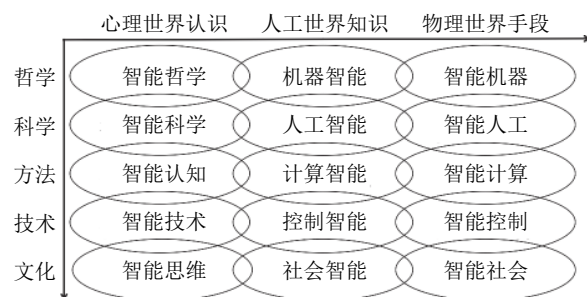 心理世界认识 人工世界知识 物理世界手段
哲学 智能哲学 机器智能 智能机器
科学 智能科学 人工智能 智能人工
方法 智能认知 计算智能 智能计算
技术 智能技术 控制智能 智能控制
文化 智能思维 社会智能 智能社会